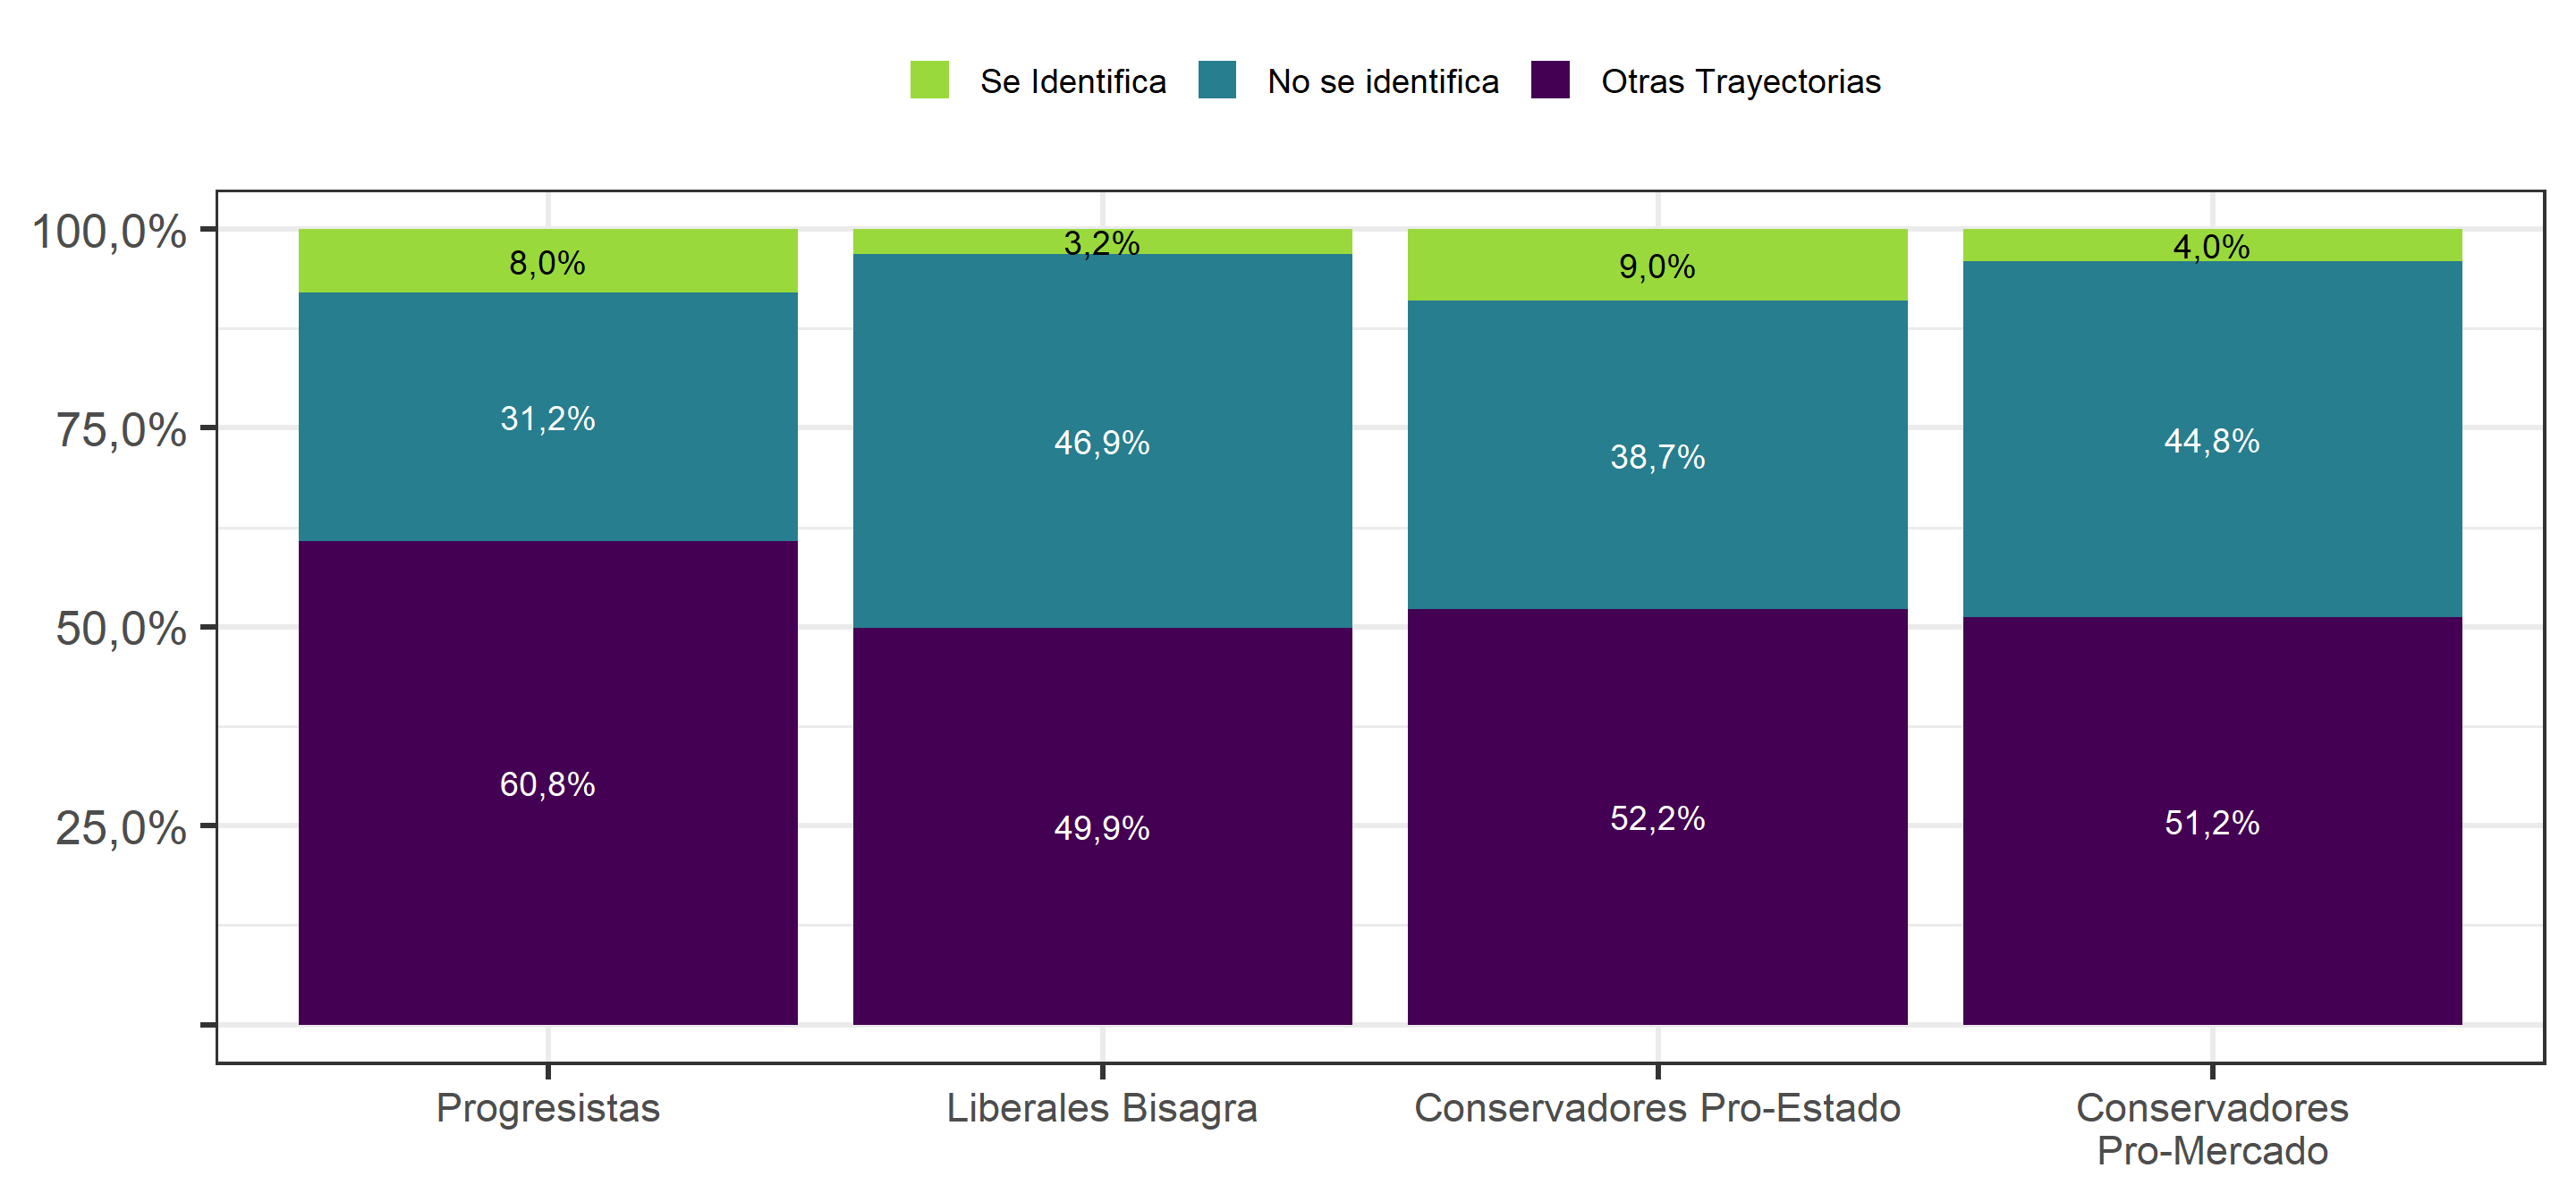 Se Identifica No se identifica Otras Trayectorias
100,0%
75,0%
50,0%
25,0%
8,0%
31,2%
60,8%
3,2%
46,9%
49,9%
9,0%
38,7%
52,2%
4,0%
44,8%
51,2%
Progresistas
Liberales Bisagra
Conservadores Pro-Estado
Conservadores
Pro-Mercado